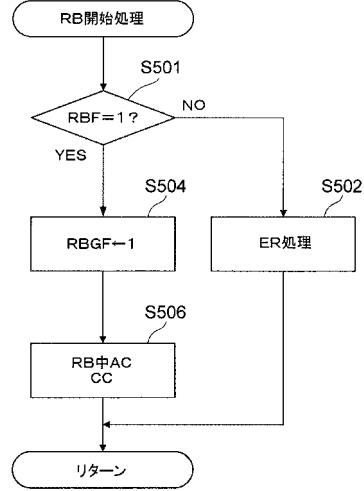 RB開始処理
S501
RBF=1?
NO
YES
S504
S502
RBGF←1
ER処理
S506
RB中AC
CC
リターン